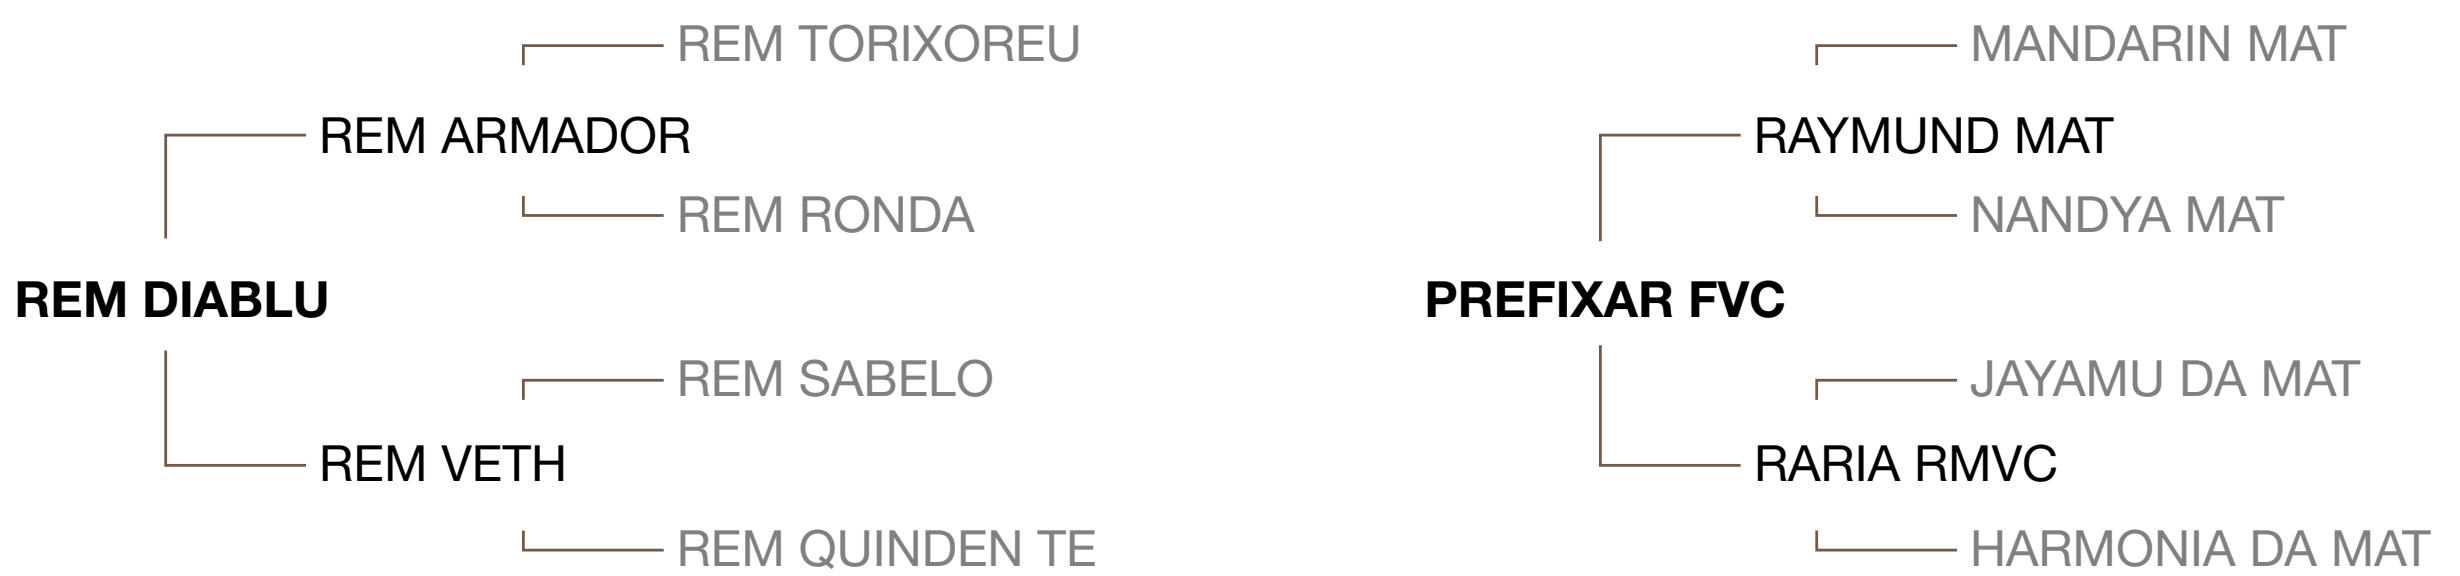 REM TORIXOREU
REM ARMADOR
REM RONDA
REM DIABLU
REM SABELO
REM VETH
REM QUINDEN TE
MANDARIN MAT
RAYMUND MAT
NANDYA MAT
PREFIXAR FVC
JAYAMU DA MAT
RARIA RMVC
HARMONIA DA MAT